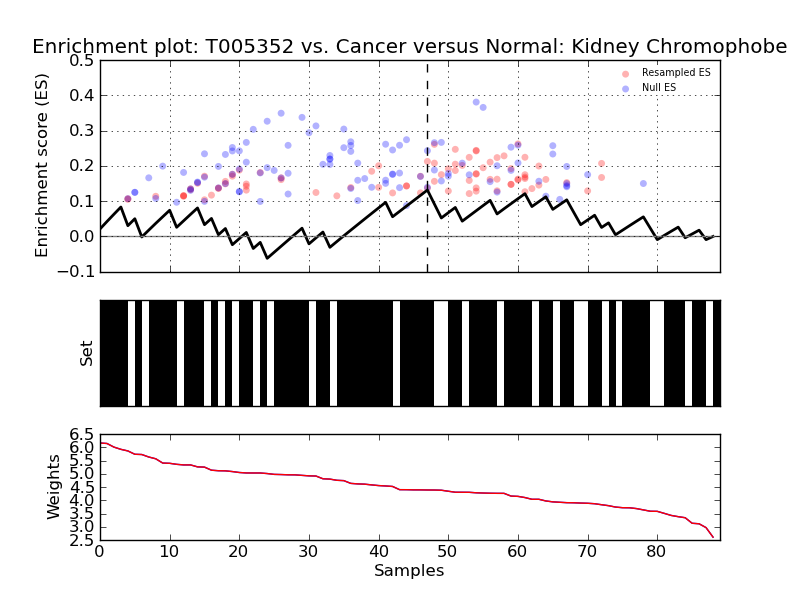 Enrichment plot: T005352 vs. Cancer versus Normal: Kidney Chromophobe
Enrichment score (ES)
0.5
0.4
0.3
0.2
0.1
0.0
−0.1
Resampled ES
Null ES
Set
Weights
6.5
6.0
5.5
5.0
4.5
4.0
3.5
3.0
2.5
0 10 20 30 40 50 60 70 80
Samples